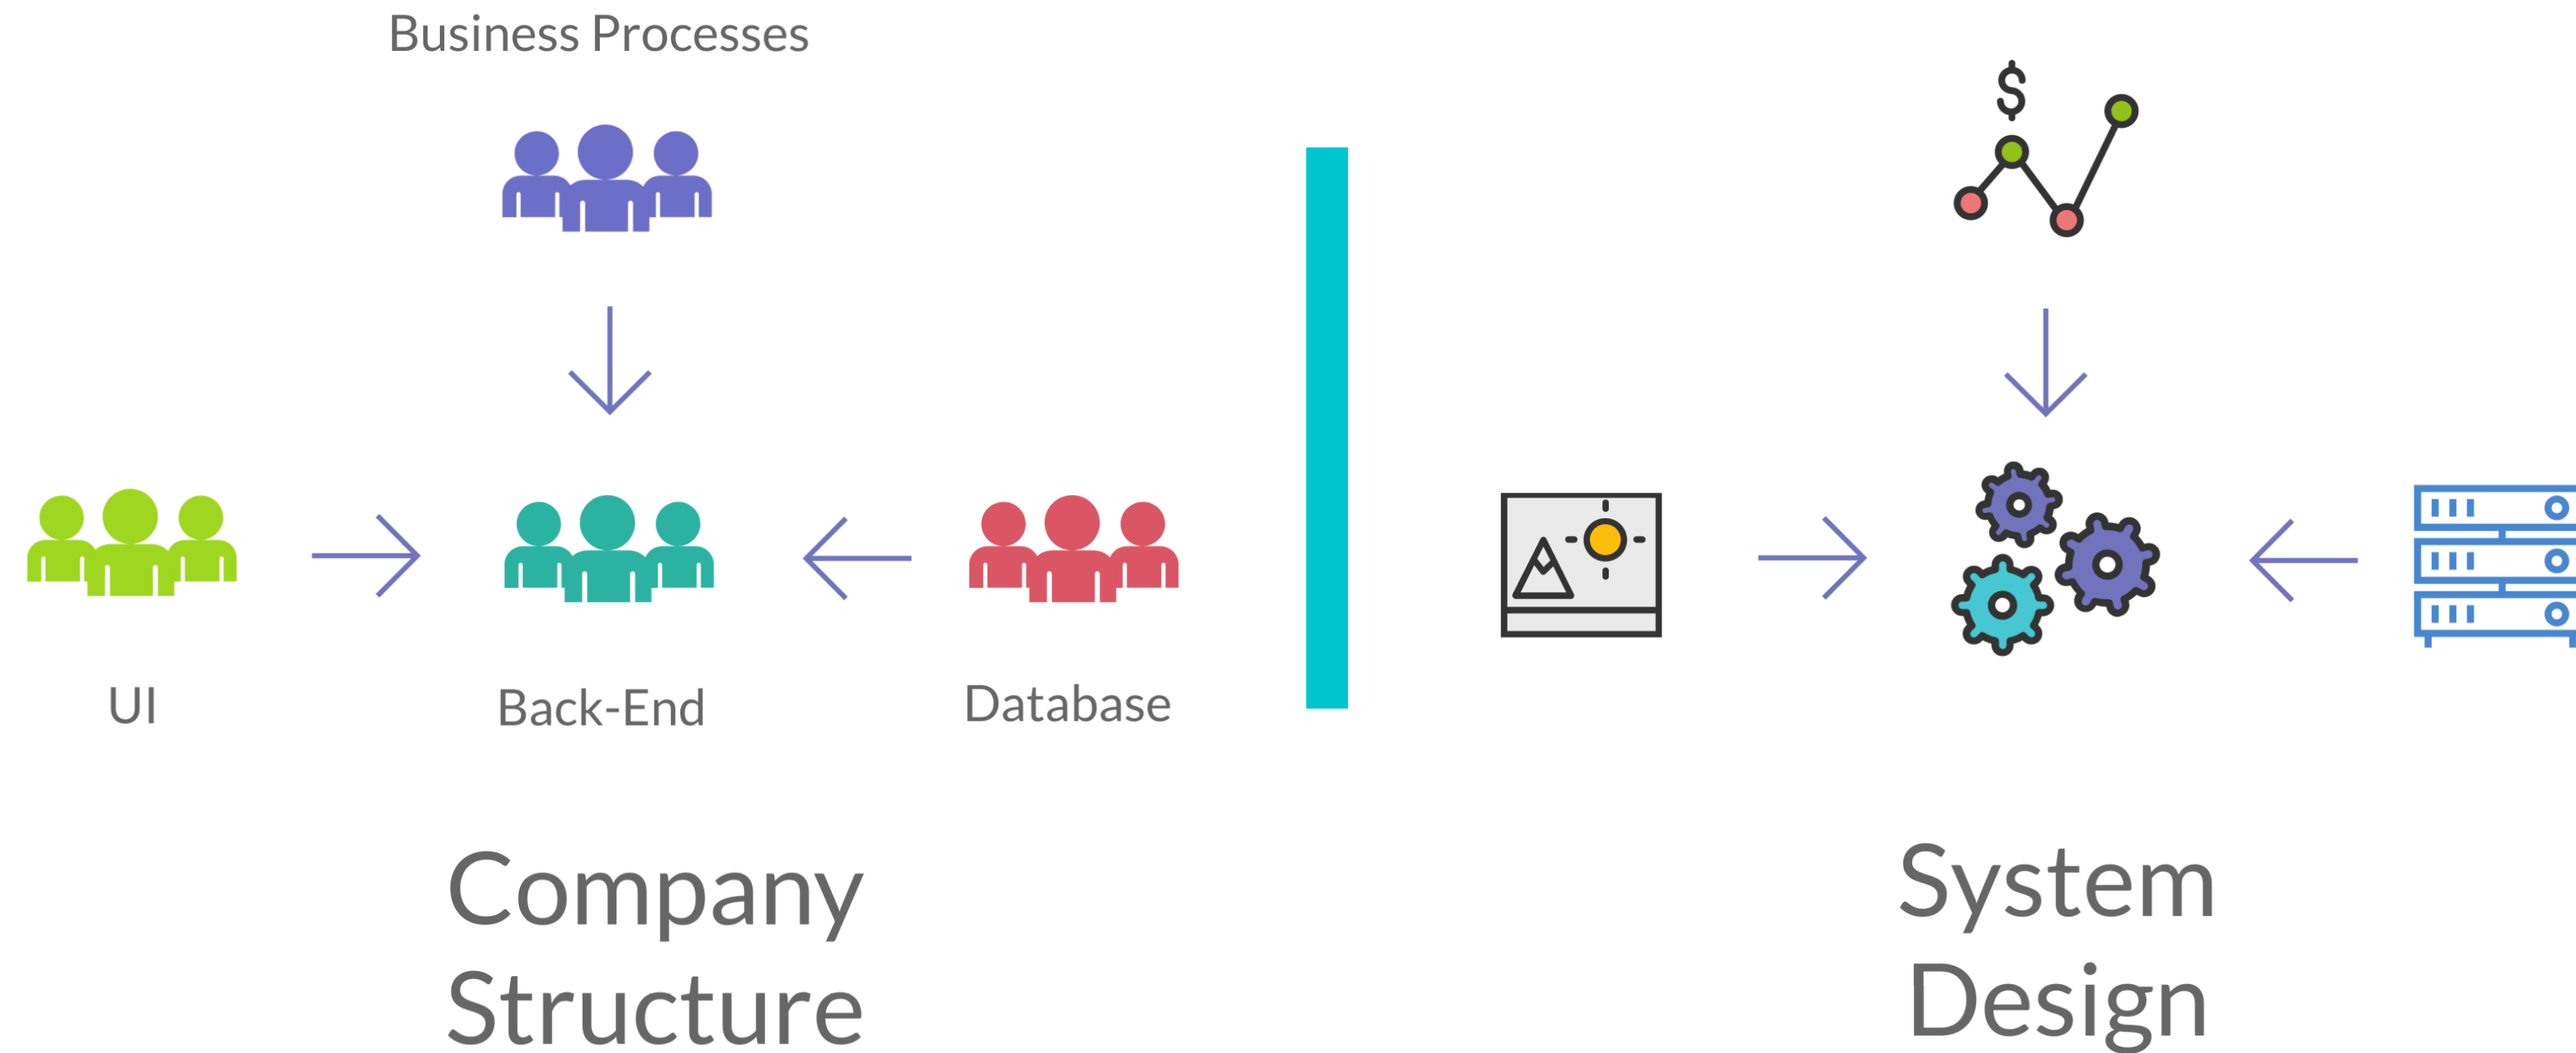 Business Processes
$
UI
Back-End
Database
Company
Structure
System
Design